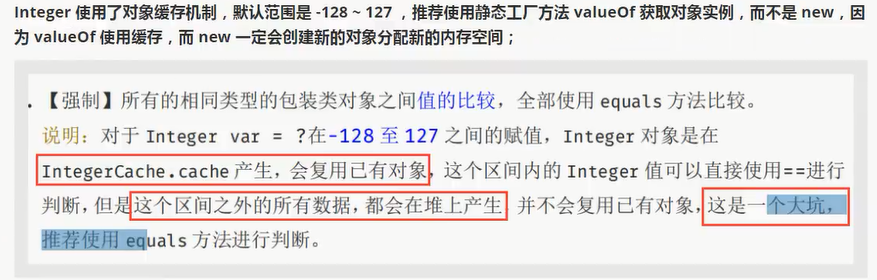 Integer 使用了对象缓存机制，默认范围是 -128 ~ 127 ，推荐使用静态工厂方法 valueOf 获取对象实例，而不是 new，因
为 valueOf 使用缓存，而 new 一定会创建新的对象分配新的内存空间；
. 【强制】所有的相同类型的包装类对象之间值的比较，全部使用 equals 方法比较。
说明：对于 Integer var = ?在-128 至 127 之间的赋值，Integer 对象是在
IntegerCache.cache 产生，会复用已有对象，这个区间内的 Integer 值可以直接使用==进行
判断，但是这个区间之外的所有数据，都会在堆上产生，并不会复用已有对象，这是一个大坑，
推荐使用 equals 方法进行判断。